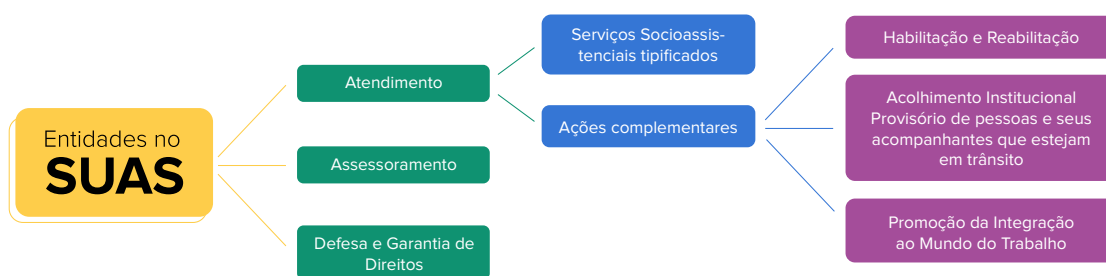 Entidades no
SUAS
Atendimento
Assessoramento
Defesa e Garantia de
Direitos
Serviços Socioassis-
tenciais tipificados
Ações complementares
Habilitação e Reabilitação
Acolhimento Institucional
Provisório de pessoas e seus
acompanhantes que estejam
em trânsito
Promoção da Integração
ao Mundo do Trabalho